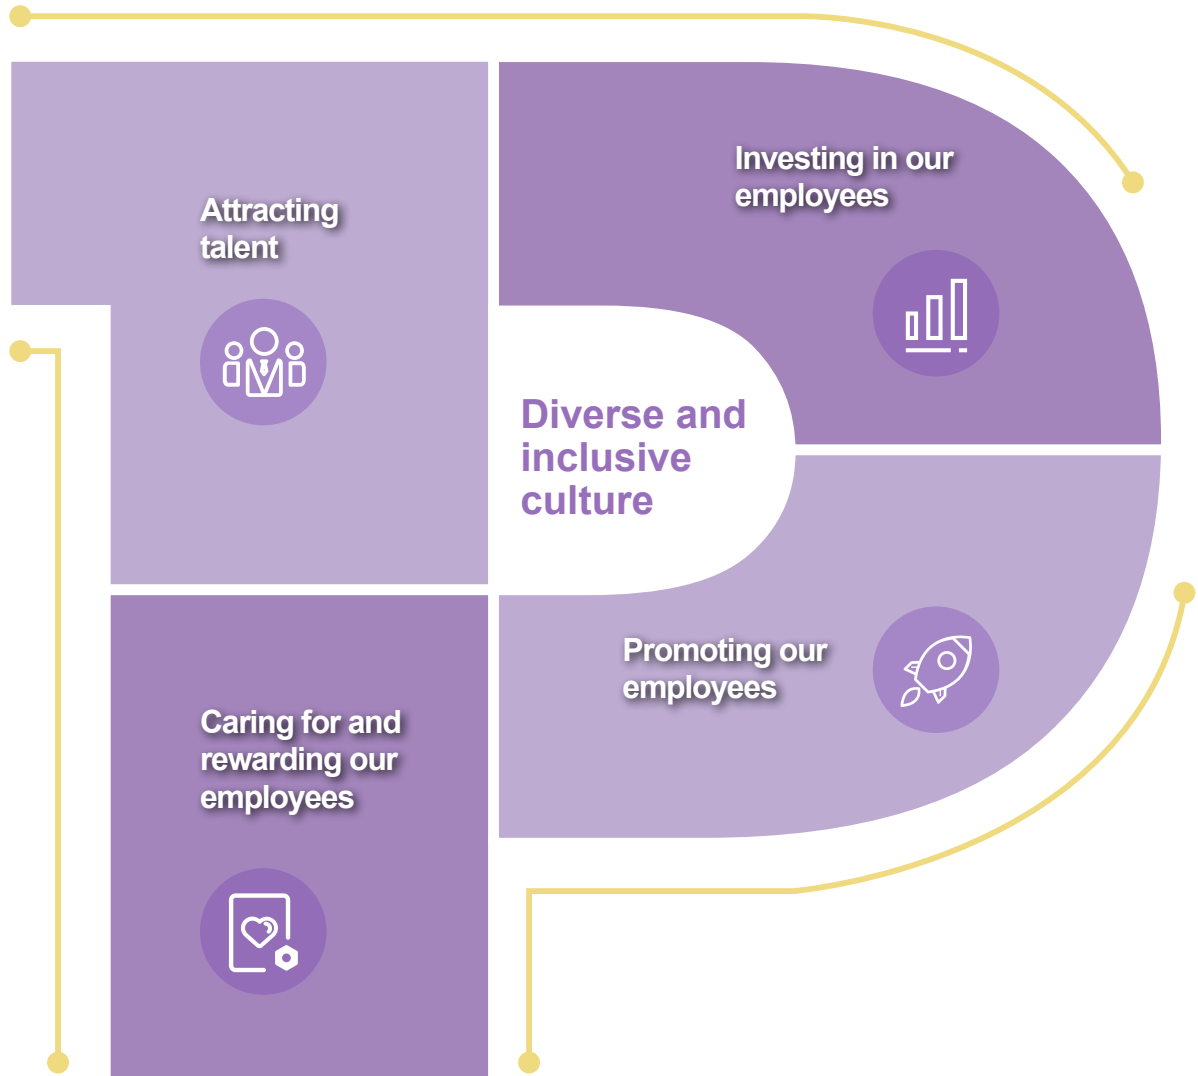 Attracting
talent
Investing in our
employees
Diverse and
inclusive
culture
Promoting our
employees
Caring for and
rewarding our
employees